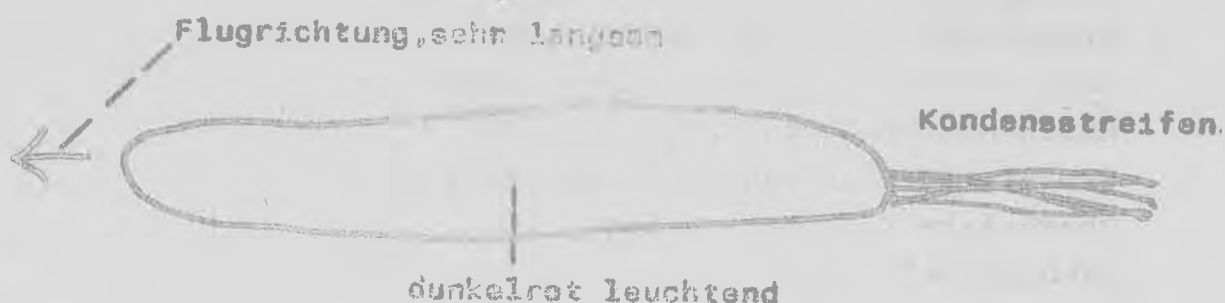 Flugrichtung, sehr langsam
Kondensstreifen.
dunkelrot leuchtend